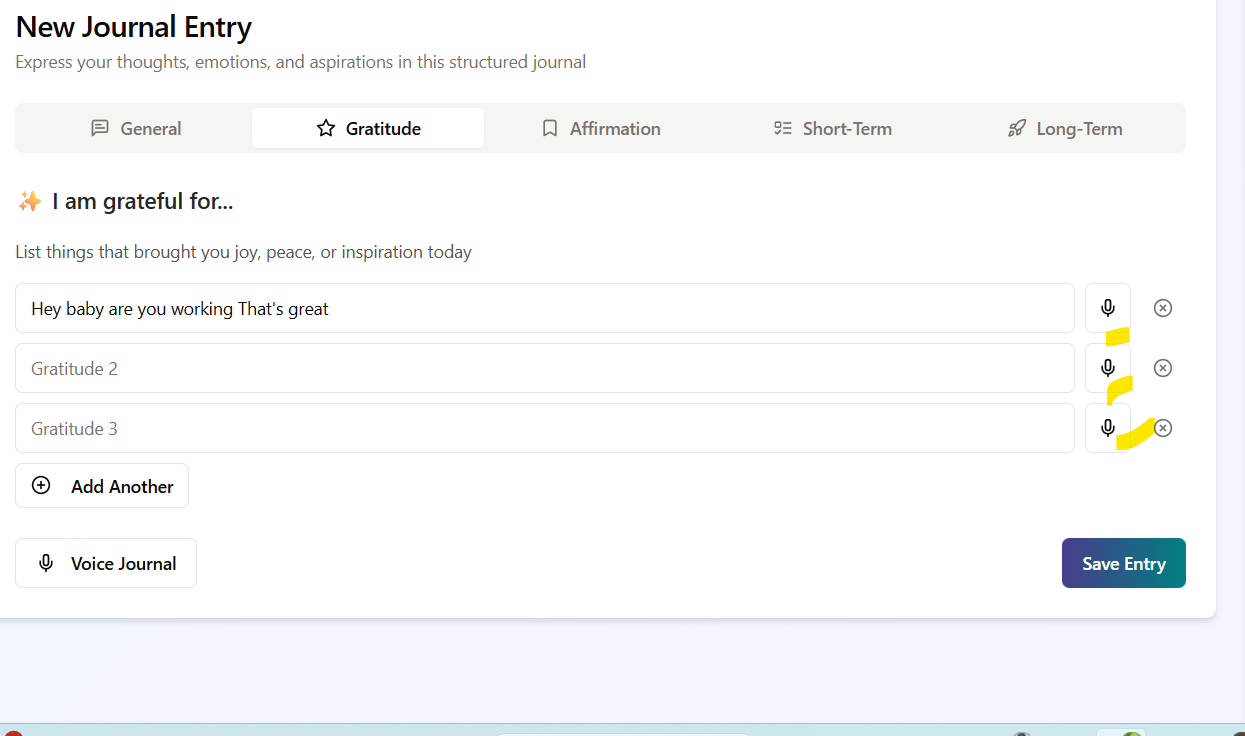 New Journal Entry
Express your thoughts, emotions, and aspirations in this structured journal
General Gratitude Affirmation Short-Term Long-Term
I am grateful for...
List things that brought you joy, peace, or inspiration today
Hey baby are you working That's great
Gratitude 2
Gratitude 3
Add Another
Voice Journal Save Entry